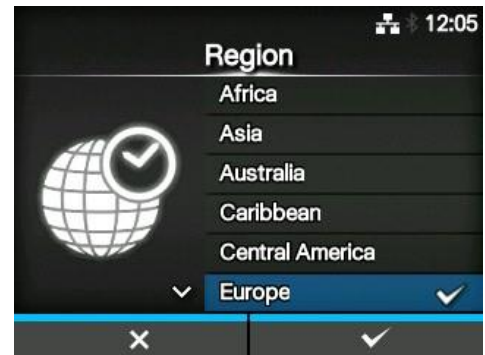 12:05
Region
Africa
Asia
Australia
Caribbean
Central America
Europe